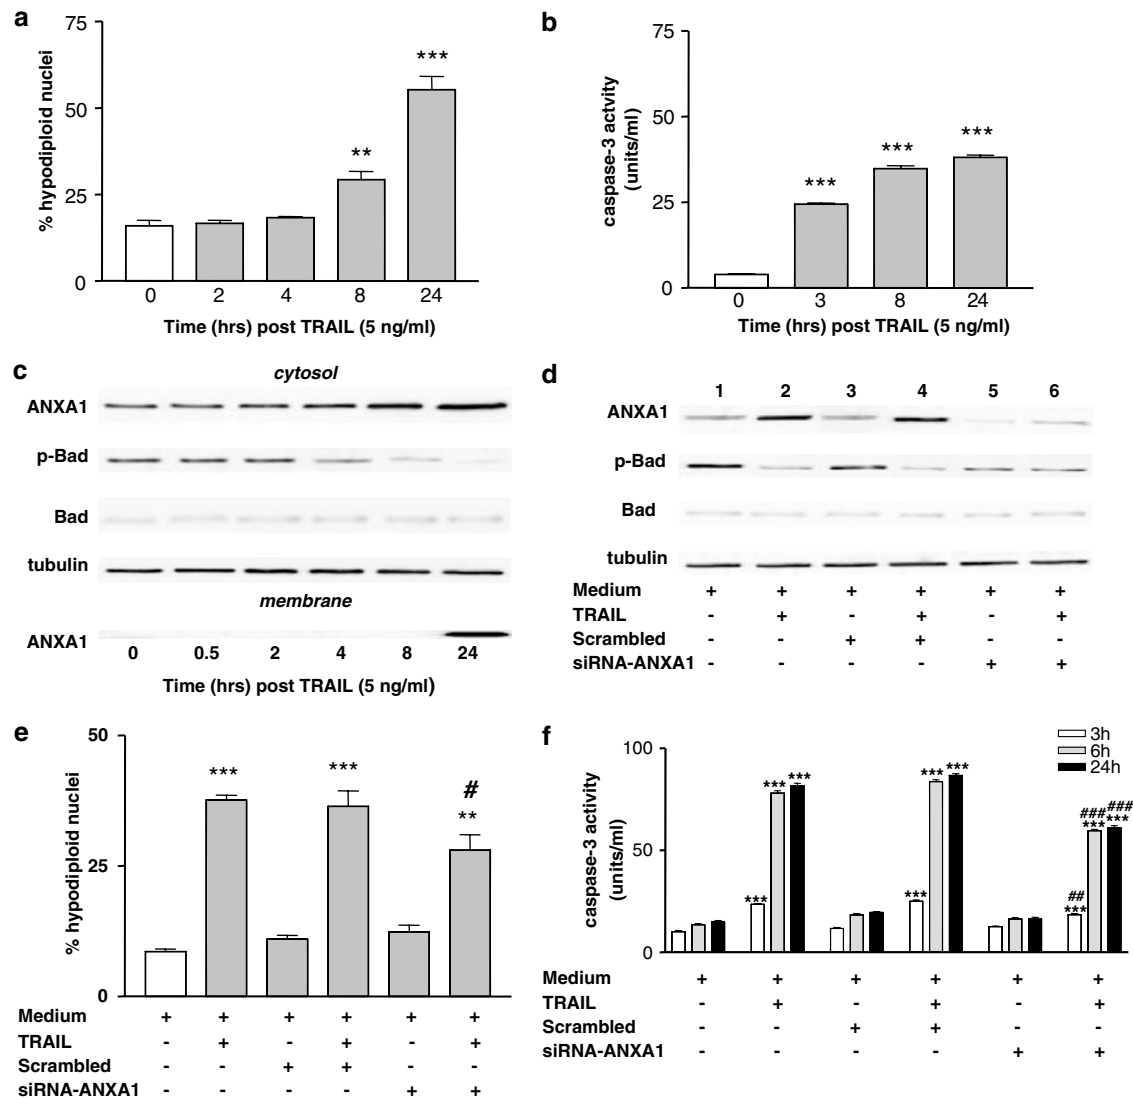 a
75
50
25
0
% hypodiploid nuclei
**
***
0 2 4 8 24
Time (hrs) post TRAIL (5 ng/ml)
b
75
50
25
0
caspase-3 actvity
(units/ml)
***
***
***
0 3 8 24
Time (hrs) post TRAIL (5 ng/ml)
c
cytosol
ANXA1
p-Bad
Bad
tubulin
membrane
ANXA1
0 0.5 2 4 8 24
Time (hrs) post TRAIL (5 ng/ml)
d
1 2 3 4 5 6
ANXA1
p-Bad
Bad
tubulin
Medium + + + + + +
TRAIL - + - + - +
Scrambled - - + + - -
siRNA-ANXA1 - - - - + +
e
50
25
0
% hypodiploid nuclei
***
***
#
**
Medium + + + + + +
TRAIL - + - + - +
Scrambled - - + + - -
siRNA-ANXA1 - - - - + +
f
3h
6h
24h
100
50
0
caspase-3 activity
(units/ml)
*** *** ***
*** *** ***
## ### ###
*** *** ***
Medium + + + + + +
TRAIL - + - + - +
Scrambled - - + + - -
siRNA-ANXA1 - - - - + +